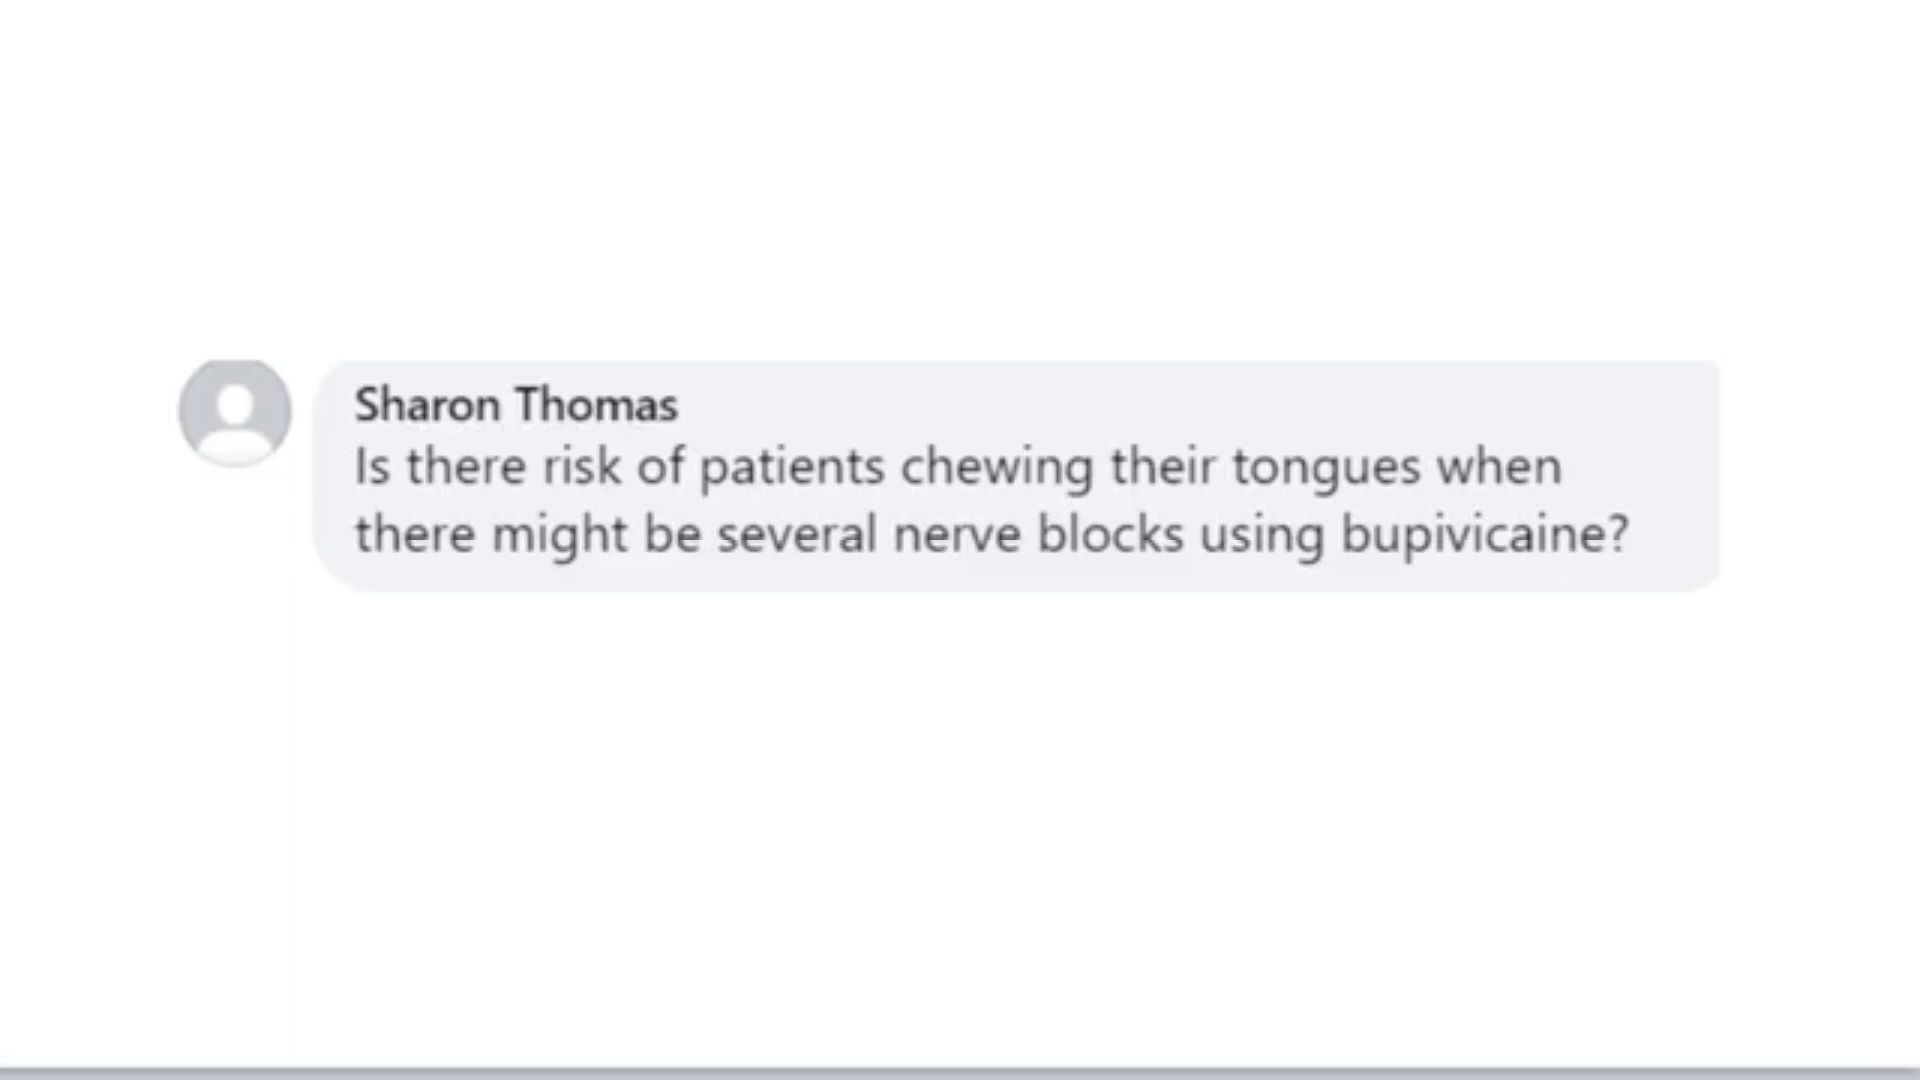 Sharon Thomas
Is there risk of patients chewing their tongues when
there might be several nerve blocks using bupivicaine?